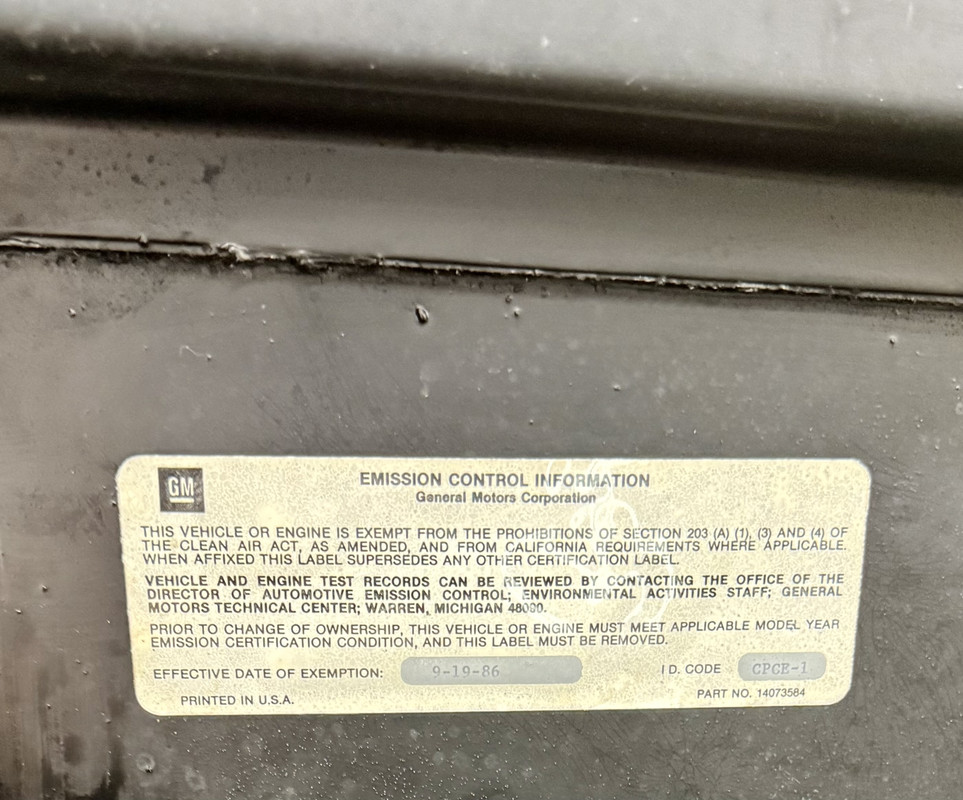 GM
EMISSION CONTROL INFORMATION
General Motors Corporation
THIS VEHICLE OR ENGINE IS EXEMPT FROM THE PROHIBITIONS OF SECTION 203 (A) (1), (3) AND (4) OF
THE CLEAN AIR ACT, AS AMENDED, AND FROM CALIFORNIA REQUIREMENTS WHERE APPLICABLE.
WHEN AFFIXED THIS LABEL SUPERSEDES ANY OTHER CERTIFICATION LABEL.
VEHICLE AND ENGINE TEST RECORDS CAN BE REVIEWED BY CONTACTING THE OFFICE OF THE
DIRECTOR OF AUTOMOTIVE EMISSION CONTROL; ENVIRONMENTAL ACTIVITIES STAFF; GENERAL
MOTORS TECHNICAL CENTER; WARREN, MICHIGAN 48090.
PRIOR TO CHANGE OF OWNERSHIP, THIS VEHICLE OR ENGINE MUST MEET APPLICABLE MODEL YEAR
EMISSION CERTIFICATION CONDITION, AND THIS LABEL MUST BE REMOVED.
EFFECTIVE DATE OF EXEMPTION: 9-19-86 I D. CODE CPCE-1
PRINTED IN U.S.A. PART NO. 14073584